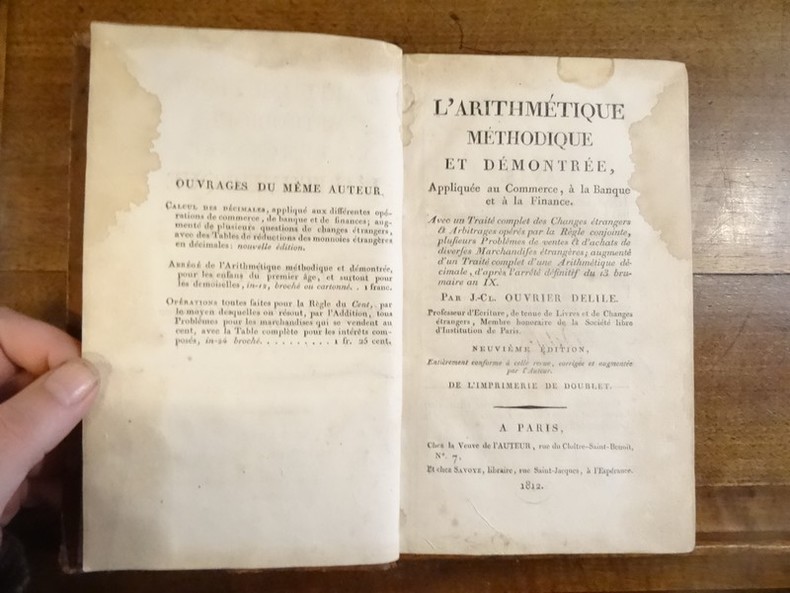 OUVRAGES DU MÊME AUTEUR.
CALCUL DES DÉCIMALES, appliqué aux différentes opé-
rations de commerce, de banque et de finances; aug-
menté de plusieurs questions de changes étrangers,
avec des Tables de réductions des monnoies étrangères
en décimales: nouvelle édition.
ABRÉGÉ de l'Arithmétique méthodique et démontrée,
pour les enfans du premier âge, et surtout pour
les demoiselles, in-12, broché ou cartonné. . 1 franc.
OPÉRATIONS toutes faites pour la Règle du Cent, par
le moyen desquelles on résout, par l'Addition, tous
Problêmes pour les marchandises qui se vendent au
cent, avec la Table complète pour les intérêts com-
posés, in-24 broché. . . . . . . . . . 1 fr. 25 cent.
L'ARITHMÉTIQUE
MÉTHODIQUE
ET DÉMONTRÉE,
Appliquée au Commerce, à la Banque
et à la Finance.
Avec un Traité complet des Changes étrangers
& Arbitrages opérés par la Règle conjointe,
plusieurs Problêmes de ventes & d'achats de
diverses Marchandises étrangères; augmenté
d'un Traité complet d'une Arithmétique dé-
cimale, d'après l'arrêté définitif du 13 bru-
maire an IX.
PAR J.-CL. OUVRIER DELILE.
Professeur d'Ecriture, de tenue de Livres et de Changes
étrangers, Membre honoraire de la Société libre
d'Institution de Paris.
NEUVIÈME ÉDITION,
Entièrement conforme à celle revue, corrigée et augmentée
par l'Auteur.
DE L'IMPRIMERIE DE DOUBLET.
A PARIS,
Chez la Veuve de l'AUTEUR, rue du Cloître-Saint-Benoît,
N°. 7,
Et chez SAVOYE, libraire, rue Saint-Jacques, à l'Espérance.
1812.